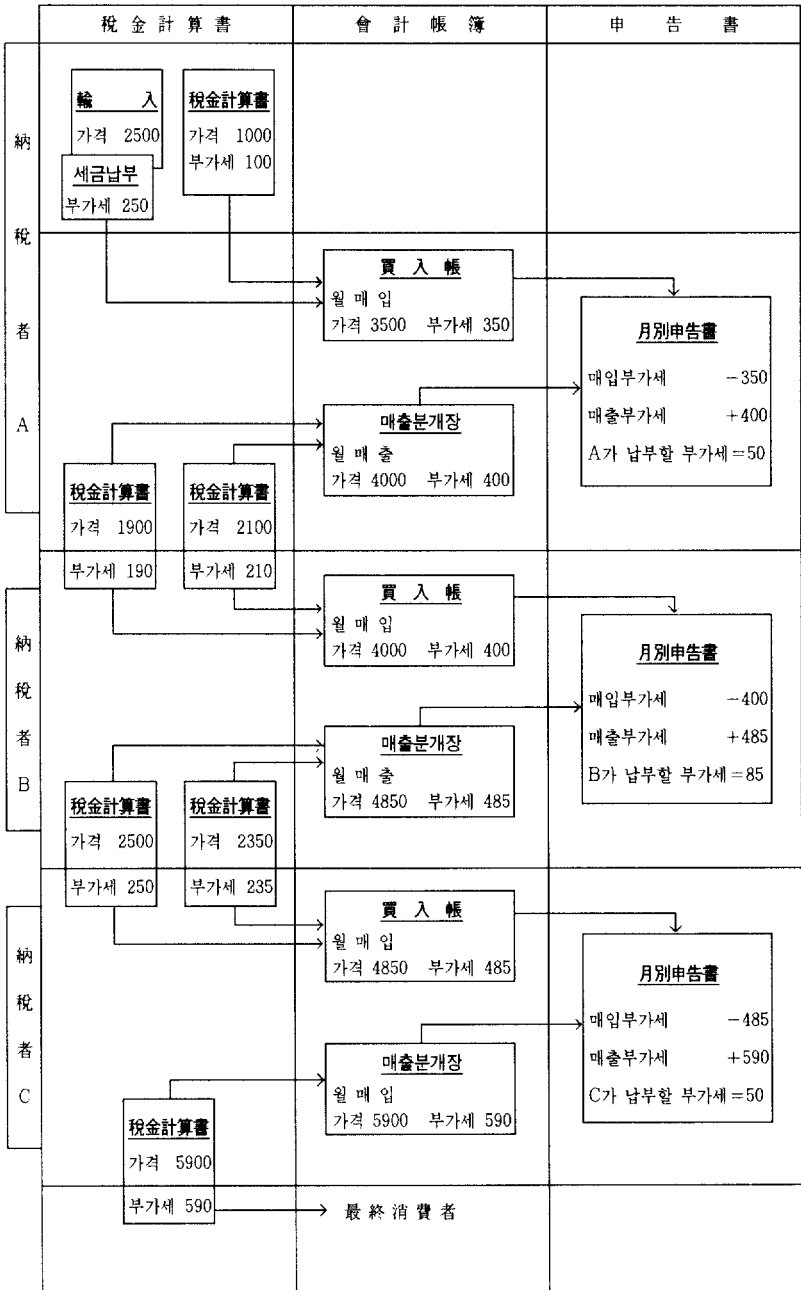 稅金計算書 會計帳簿 申告書
納稅者 A
輸入
가격 2500
세금납부
부가세 250
稅金計算書
가격 1000
부가세 100
買入帳
월매입
가격 3500 부가세 350
매출분개장
월매출
가격 4000 부가세 400
月別申告書
매입부가세 -350
매출부가세 +400
A가 납부할 부가세=50
稅金計算書
가격 1900
부가세 190
稅金計算書
가격 2100
부가세 210
納稅者 B
買入帳
월매입
가격 4000 부가세 400
매출분개장
월매출
가격 4850 부가세 485
月別申告書
매입부가세 -400
매출부가세 +485
B가 납부할 부가세=85
稅金計算書
가격 2500
부가세 250
稅金計算書
가격 2350
부가세 235
納稅者 C
買入帳
월매입
가격 4850 부가세 485
매출분개장
월매입
가격 5900 부가세 590
月別申告書
매입부가세 -485
매출부가세 +590
C가 납부할 부가세=50
稅金計算書
가격 5900
부가세 590
最終消費者